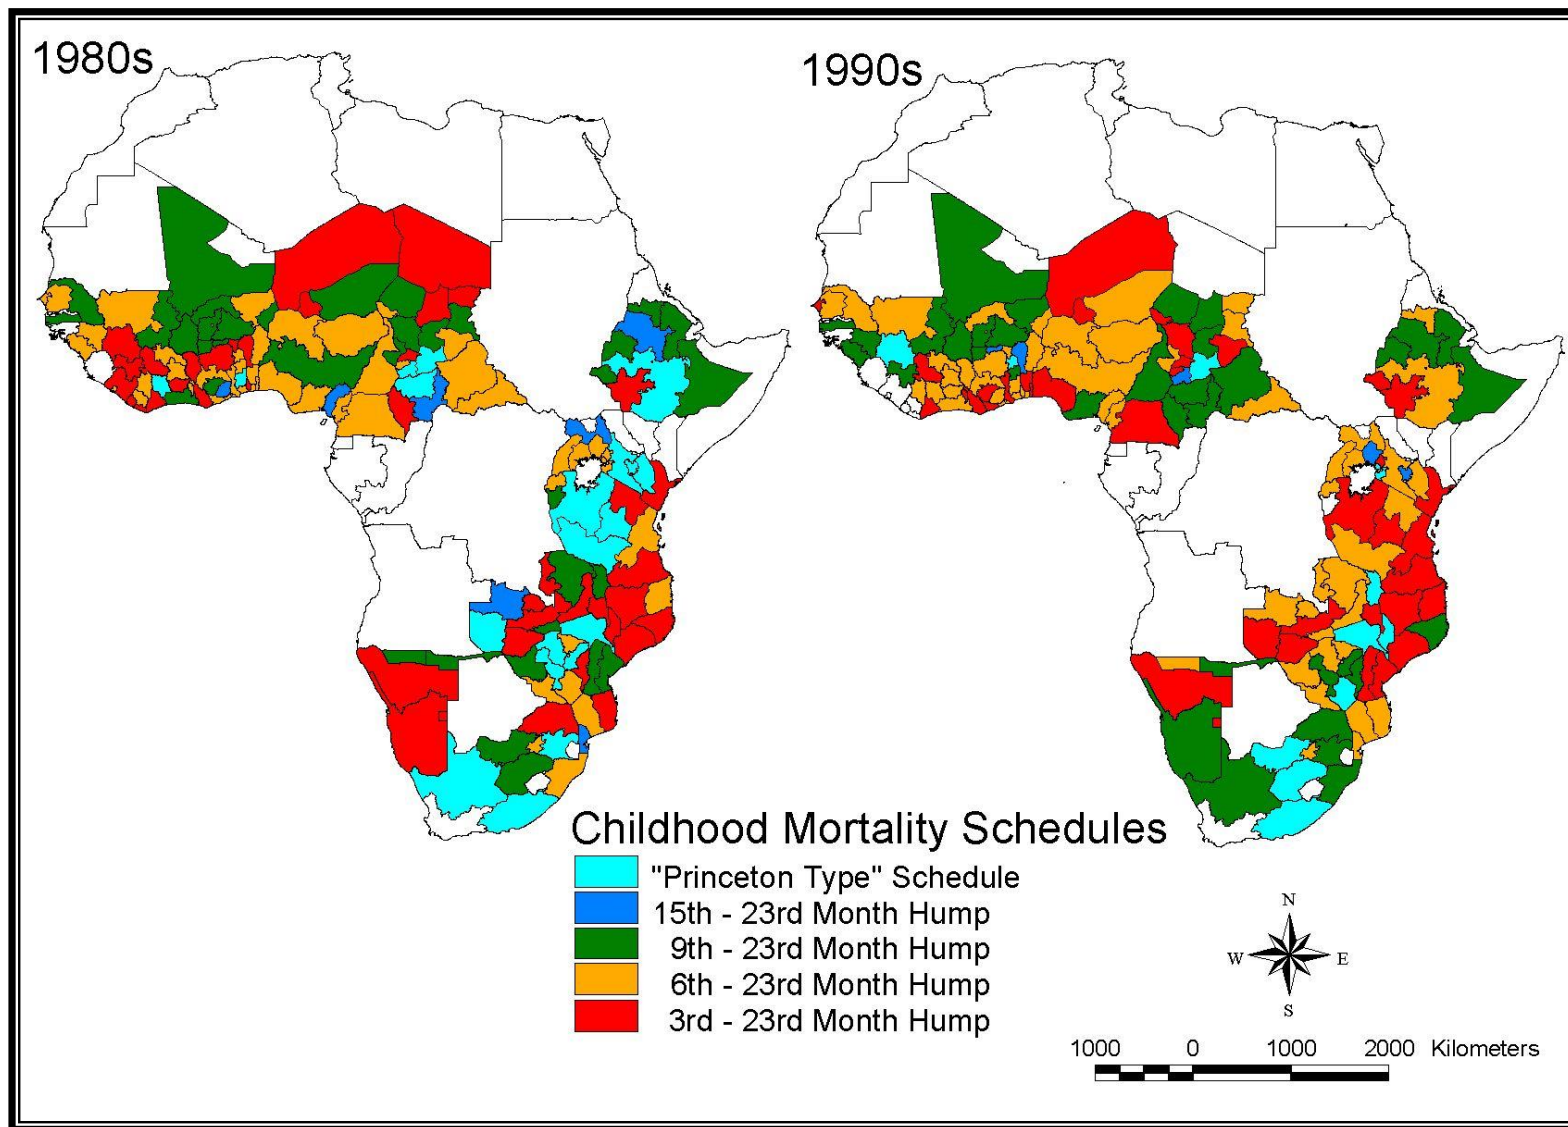 1980s
1990s
Childhood Mortality Schedules
"Princeton Type" Schedule
15th - 23rd Month Hump
9th - 23rd Month Hump
6th - 23rd Month Hump
3rd - 23rd Month Hump
N
W E
S
1000 0 1000 2000 Kilometers